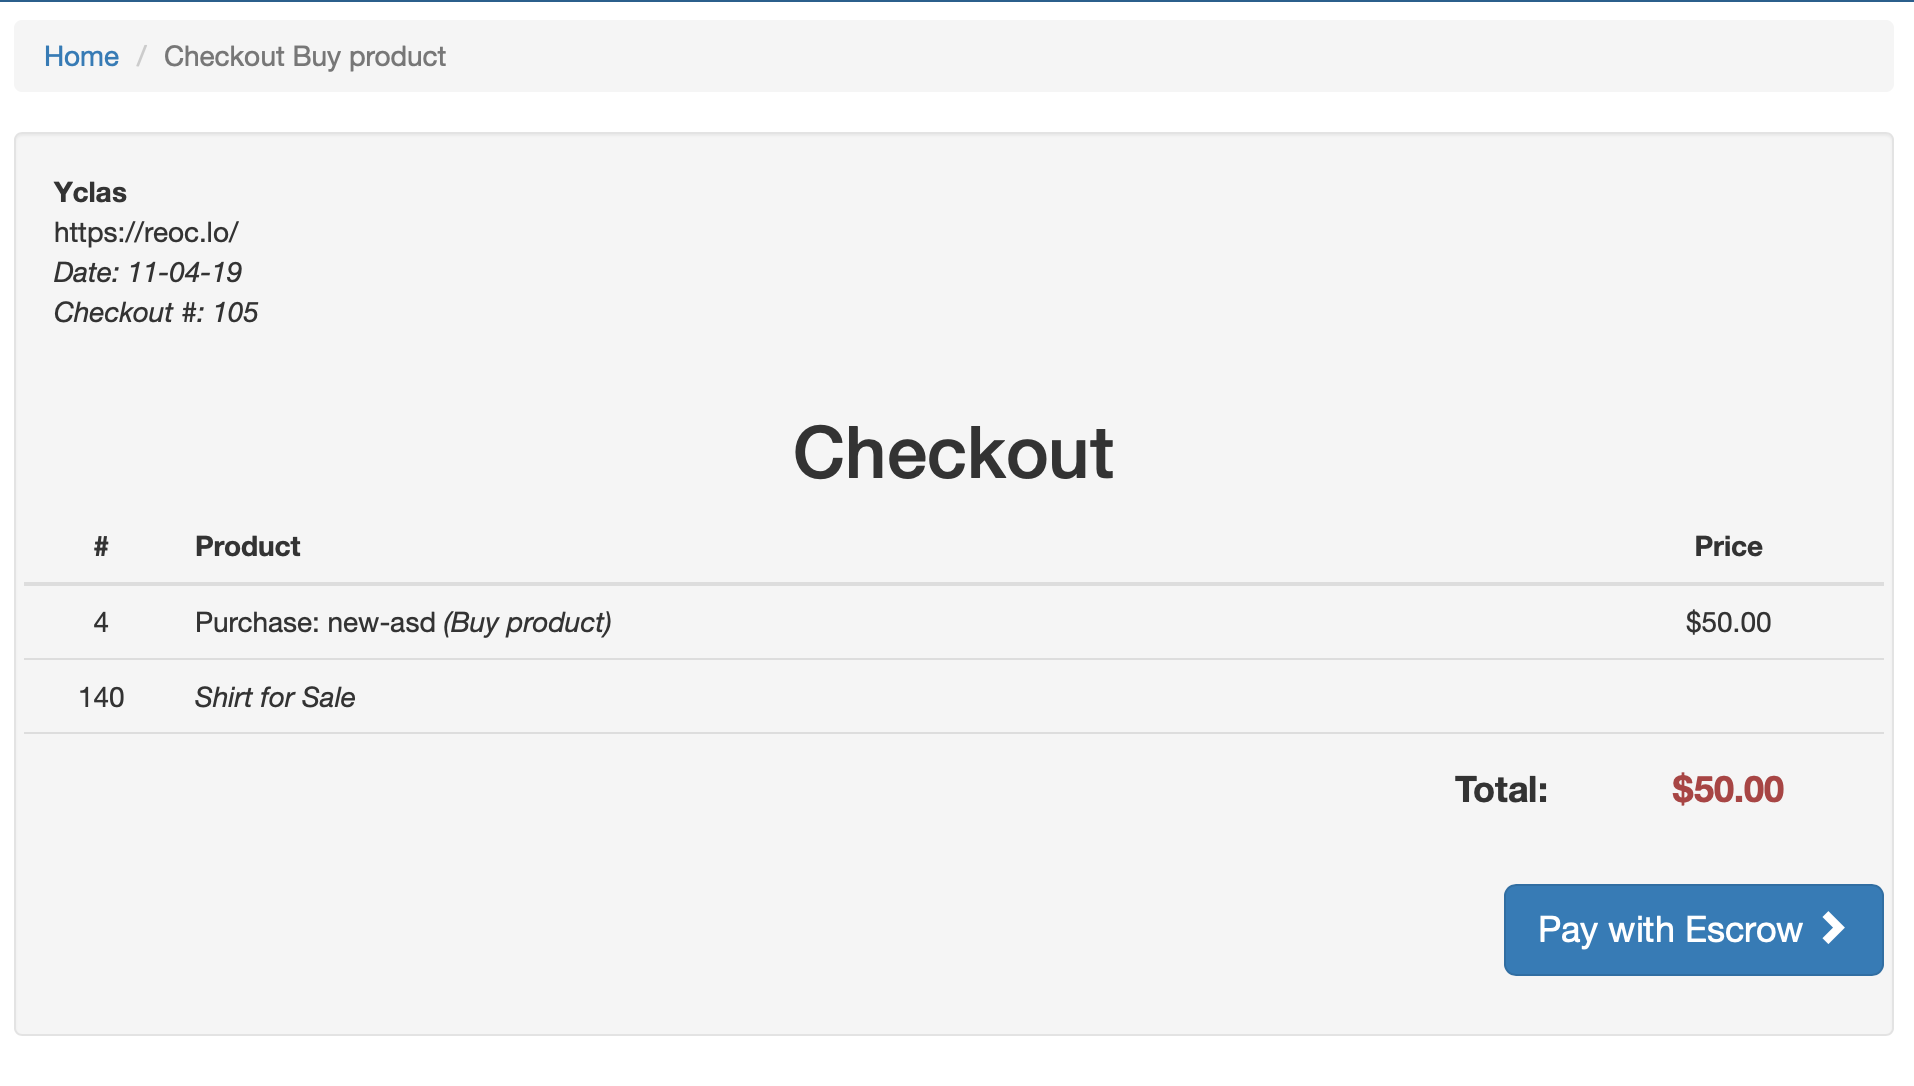 Home / Checkout Buy product
Yclas
https://reoc.lo/
Date: 11-04-19
Checkout #: 105
Checkout
# Product Price
4 Purchase: new-asd (Buy product) $50.00
140 Shirt for Sale
Total: $50.00
Pay with Escrow